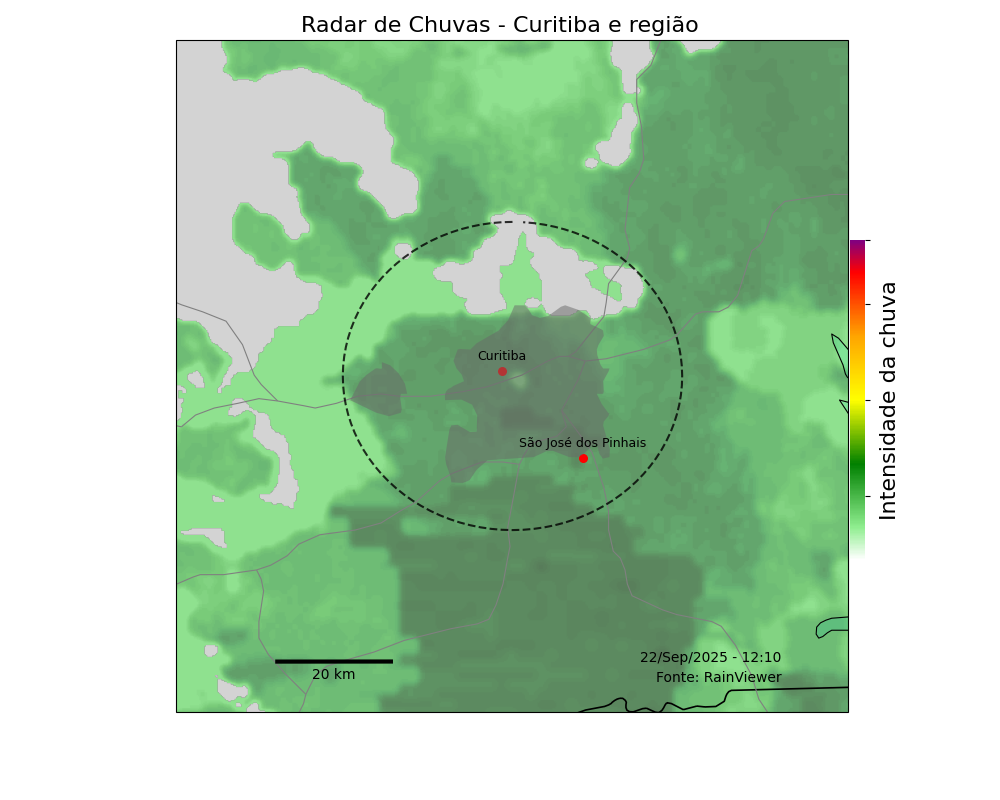 Radar de Chuvas - Curitiba e região
Curitiba
São José dos Pinhais
Intensidade da chuva
22/Sep/2025 - 12:10
Fonte: RainViewer
20 km